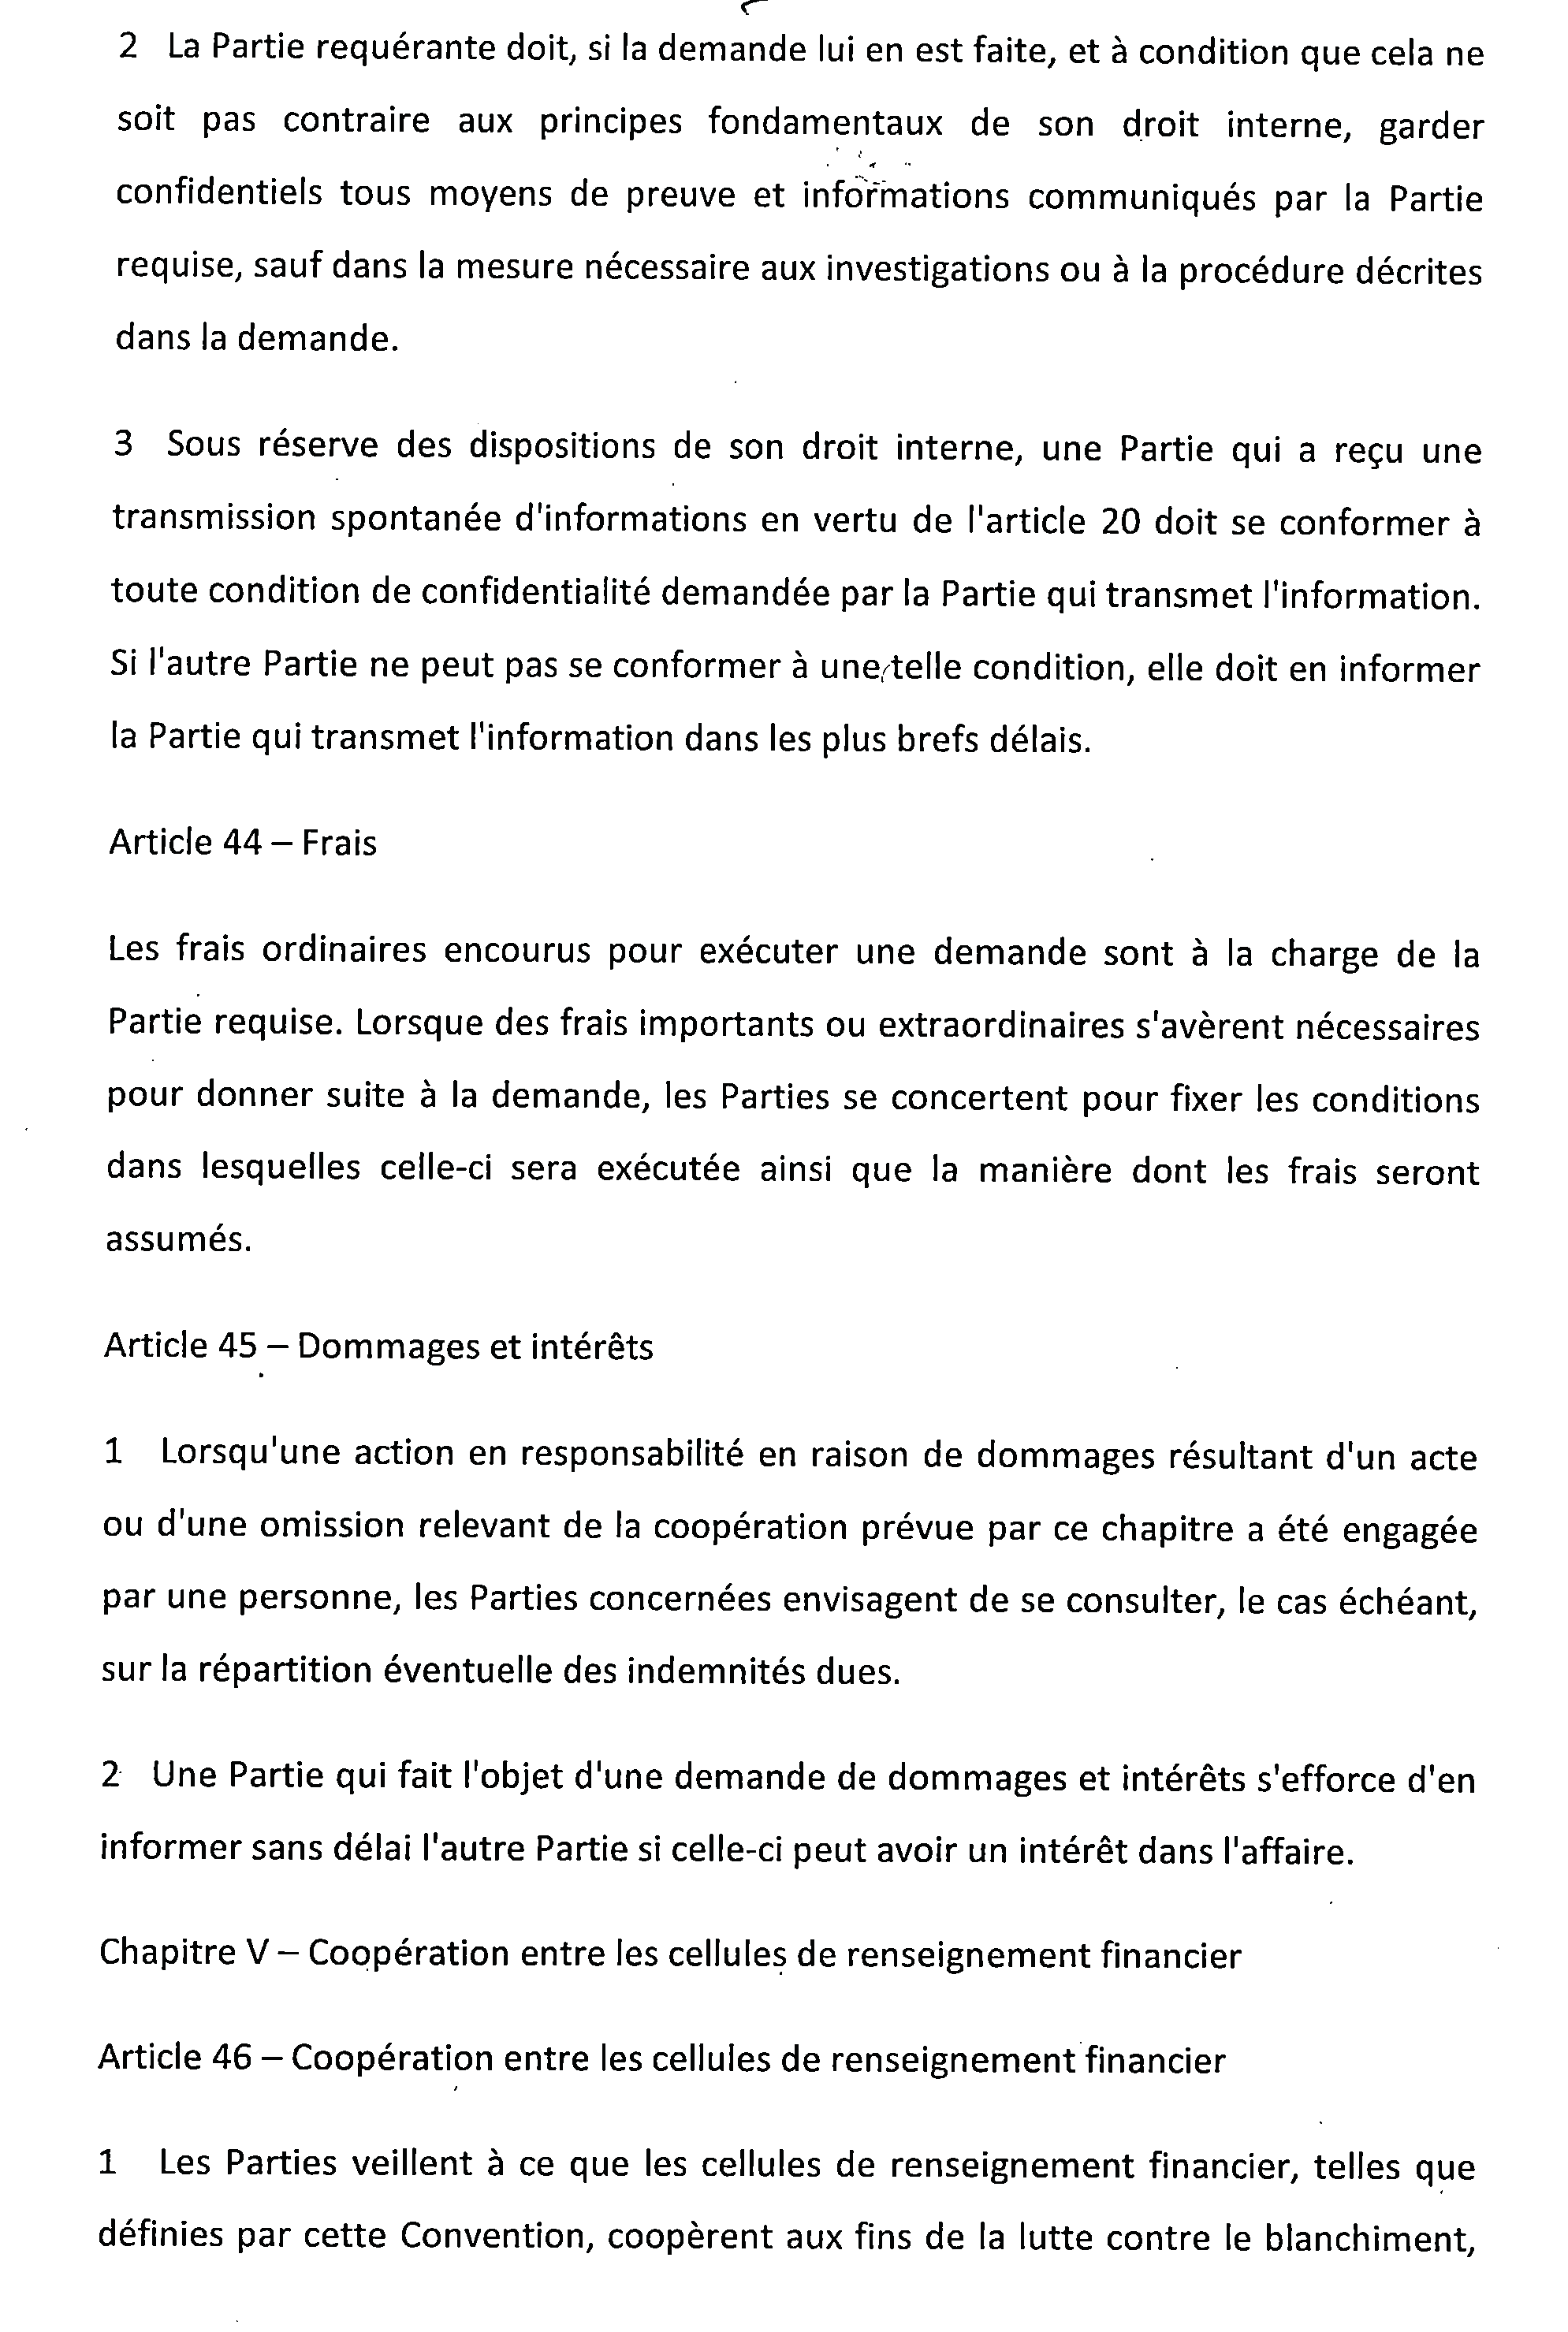 2 La Partie requérante doit, si la demande lui en est faite, et à condition que cela ne
soit pas contraire aux principes fondamentaux de son droit interne, garder
confidentiels tous moyens de preuve et informations communiqués par la Partie
requise, sauf dans la mesure nécessaire aux investigations ou à la procédure décrites
dans la demande.
3 Sous réserve des dispositions de son droit interne, une Partie qui a reçu une
transmission spontanée d'informations en vertu de l'article 20 doit se conformer à
toute condition de confidentialité demandée par la Partie qui transmet l'information.
Si l'autre Partie ne peut pas se conformer à une telle condition, elle doit en informer
la Partie qui transmet l'information dans les plus brefs délais.
Article 44 – Frais
Les frais ordinaires encourus pour exécuter une demande sont à la charge de la
Partie requise. Lorsque des frais importants ou extraordinaires s'avèrent nécessaires
pour donner suite à la demande, les Parties se concertent pour fixer les conditions
dans lesquelles celle-ci sera exécutée ainsi que la manière dont les frais seront
assumés.
Article 45 – Dommages et intérêts
1 Lorsqu'une action en responsabilité en raison de dommages résultant d'un acte
ou d'une omission relevant de la coopération prévue par ce chapitre a été engagée
par une personne, les Parties concernées envisagent de se consulter, le cas échéant,
sur la répartition éventuelle des indemnités dues.
2 Une Partie qui fait l'objet d'une demande de dommages et intérêts s'efforce d'en
informer sans délai l'autre Partie si celle-ci peut avoir un intérêt dans l'affaire.
Chapitre V – Coopération entre les cellules de renseignement financier
Article 46 – Coopération entre les cellules de renseignement financier
1 Les Parties veillent à ce que les cellules de renseignement financier, telles que
définies par cette Convention, coopèrent aux fins de la lutte contre le blanchiment,